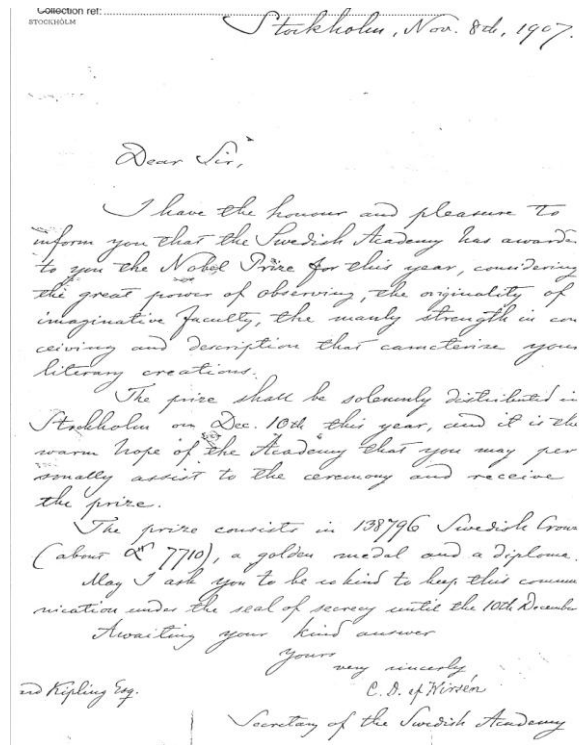 Collection ref:
STOCKHOLM
Stockholm, Nov. 8th, 1907.
Dear Sir,
I have the honour and pleasure to
inform you that the Swedish Academy has awarde
to you the Nobel Prize for this year, considering
the great power of observing, the originality of
imaginative faculty, the manly strength in con
ceiving and description that caracterise your
literary creations.
The prize shall be solemnly distributed in
Stockholm on Dec. 10th this year, and it is the
warm hope of the Academy that you may per
sonally assist to the ceremony and receive
the prize.
The prize consists in 138796 Swedish Crow
(about 7710), a golden medal and a diploma.
May I ask you to be so kind to keep this commu
nication under the seal of secrecy until the 10th December
Awaiting your kind answer
Yours
very sincerely
rd Kipling Esq. C. D. af Wirsén
Secretary of the Swedish Academy